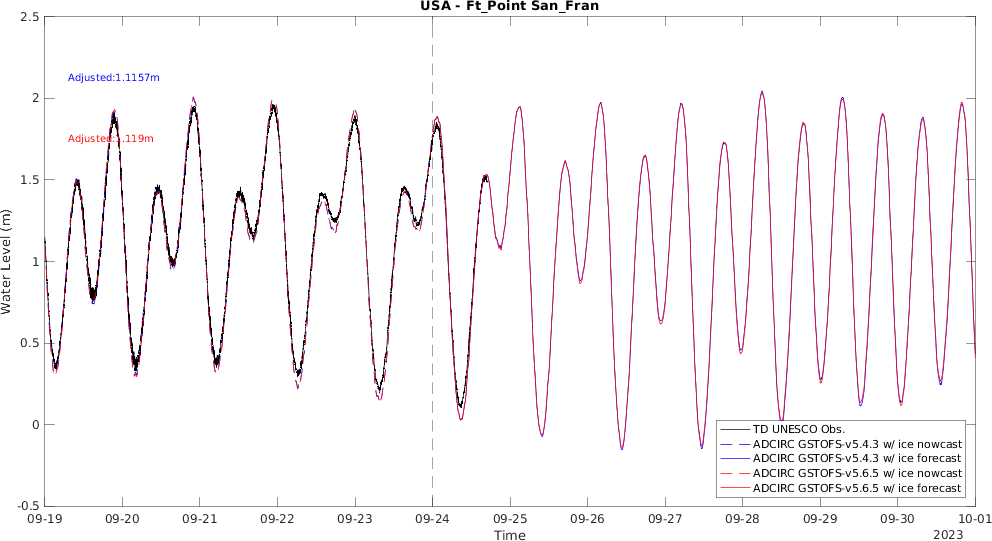 USA - Ft_Point San_Fran
2.5
2
1.5
1
0.5
0
-0.5
Water Level (m)
Adjusted:1.1157m
Adjusted:1.119m
TD UNESCO Obs.
ADCIRC GSTOFS-v5.4.3 w/ ice nowcast
ADCIRC GSTOFS-v5.4.3 w/ ice forecast
ADCIRC GSTOFS-v5.6.5 w/ ice nowcast
ADCIRC GSTOFS-v5.6.5 w/ ice forecast
09-19 09-20 09-21 09-22 09-23 09-24 09-25 09-26 09-27 09-28 09-29 09-30 10-01
Time
2023